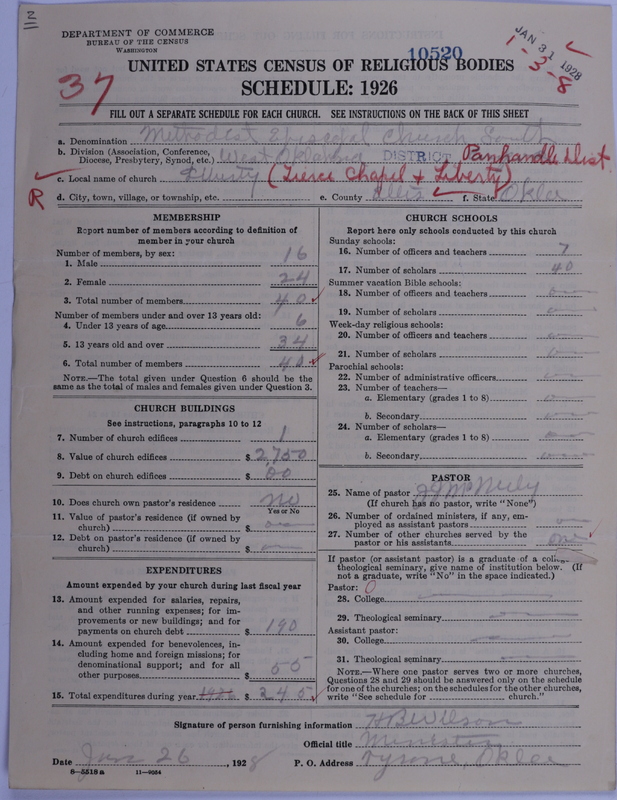 2
DEPARTMENT OF COMMERCE
BUREAU OF THE CENSUS
WASHINGTON
JAN 31 1928
10520
1-3-8
UNITED STATES CENSUS OF RELIGIOUS BODIES
37
SCHEDULE: 1926
FILL OUT A SEPARATE SCHEDULE FOR EACH CHURCH. SEE INSTRUCTIONS ON THE BACK OF THIS SHEET
a. Denomination Methodist Episcopal Church South
b. Division (Association, Conference,
Diocese, Presbytery, Synod, etc.) West Oklahoma DISTRICT Panhandle Dist.
c. Local name of church Liberty (Tierce Chapel & Liberty)
R
d. City, town, village, or township, etc. e. County Ellis f. State Okla
MEMBERSHIP
Report number of members according to definition of
member in your church
Number of members, by sex:
1. Male 16
2. Female 24
3. Total number of members 40
Number of members under and over 13 years old:
4. Under 13 years of age 6
5. 13 years old and over 34
6. Total number of members 40
NOTE.—The total given under Question 6 should be the
same as the total of males and females given under Question 3.
CHURCH BUILDINGS
See instructions, paragraphs 10 to 12
7. Number of church edifices 1
8. Value of church edifices $ 2,750
9. Debt on church edifices $ 00
10. Does church own pastor's residence no
Yes or No
11. Value of pastor's residence (if owned by
church) $
12. Debt on pastor's residence (if owned by
church) $
EXPENDITURES
Amount expended by your church during last fiscal year
13. Amount expended for salaries, repairs,
and other running expenses; for im-
provements or new buildings; and for
payments on church debt $ 190
14. Amount expended for benevolences, in-
cluding home and foreign missions; for
denominational support; and for all
other purposes $ 55
15. Total expenditures during year $ 245
CHURCH SCHOOLS
Report here only schools conducted by this church
Sunday schools:
16. Number of officers and teachers 7
17. Number of scholars 40
Summer vacation Bible schools:
18. Number of officers and teachers
19. Number of scholars
Week-day religious schools:
20. Number of officers and teachers
21. Number of scholars
Parochial schools:
22. Number of administrative officers
23. Number of teachers—
a. Elementary (grades 1 to 8)
b. Secondary
24. Number of scholars—
a. Elementary (grades 1 to 8)
b. Secondary
PASTOR
25. Name of pastor
(If church has no pastor, write "None")
26. Number of ordained ministers, if any, em-
ployed as assistant pastors
27. Number of other churches served by the
pastor or his assistants one
If pastor (or assistant pastor) is a graduate of a college
theological seminary, give name of institution below. (If
not a graduate, write "No" in the space indicated.)
Pastor: 0
28. College
29. Theological seminary
Assistant pastor:
30. College
31. Theological seminary
NOTE.—Where one pastor serves two or more churches,
Questions 28 and 29 should be answered only on the schedule
for one of the churches; on the schedules for the other churches,
write "See schedule for church."
Signature of person furnishing information H B Wilson
Official title Minister
Date Jan 26, 1928 P. O. Address Tyrone, Okla
8—5518 a 11—9054